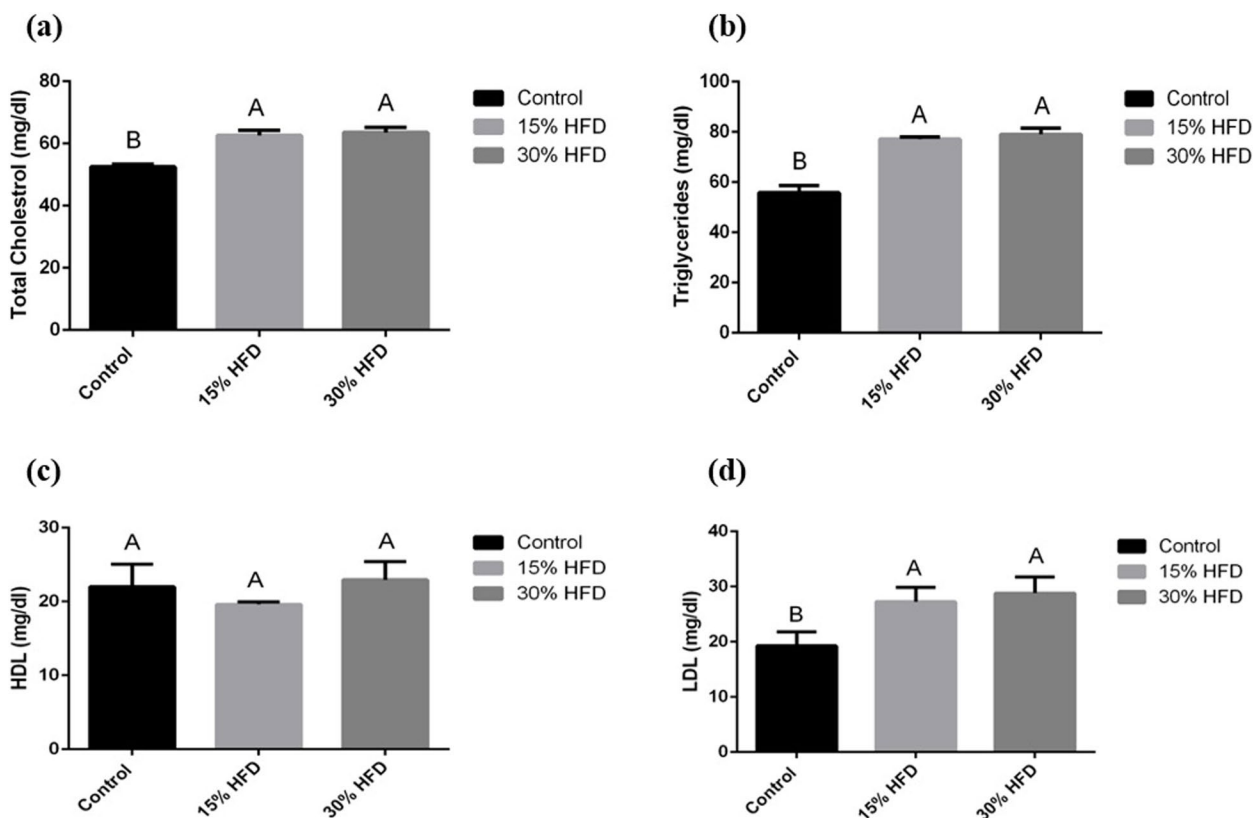 (a)
Total Cholestrol (mg/dl)
80
60
40
20
0
B
A
A
Control
15% HFD
30% HFD
Control
15% HFD
30% HFD
(b)
Triglycerides (mg/dl)
100
80
60
40
20
0
B
A
A
Control
15% HFD
30% HFD
Control
15% HFD
30% HFD
(c)
HDL (mg/dl)
30
20
10
0
A
A
A
Control
15% HFD
30% HFD
Control
15% HFD
30% HFD
(d)
LDL (mg/dl)
40
30
20
10
0
B
A
A
Control
15% HFD
30% HFD
Control
15% HFD
30% HFD